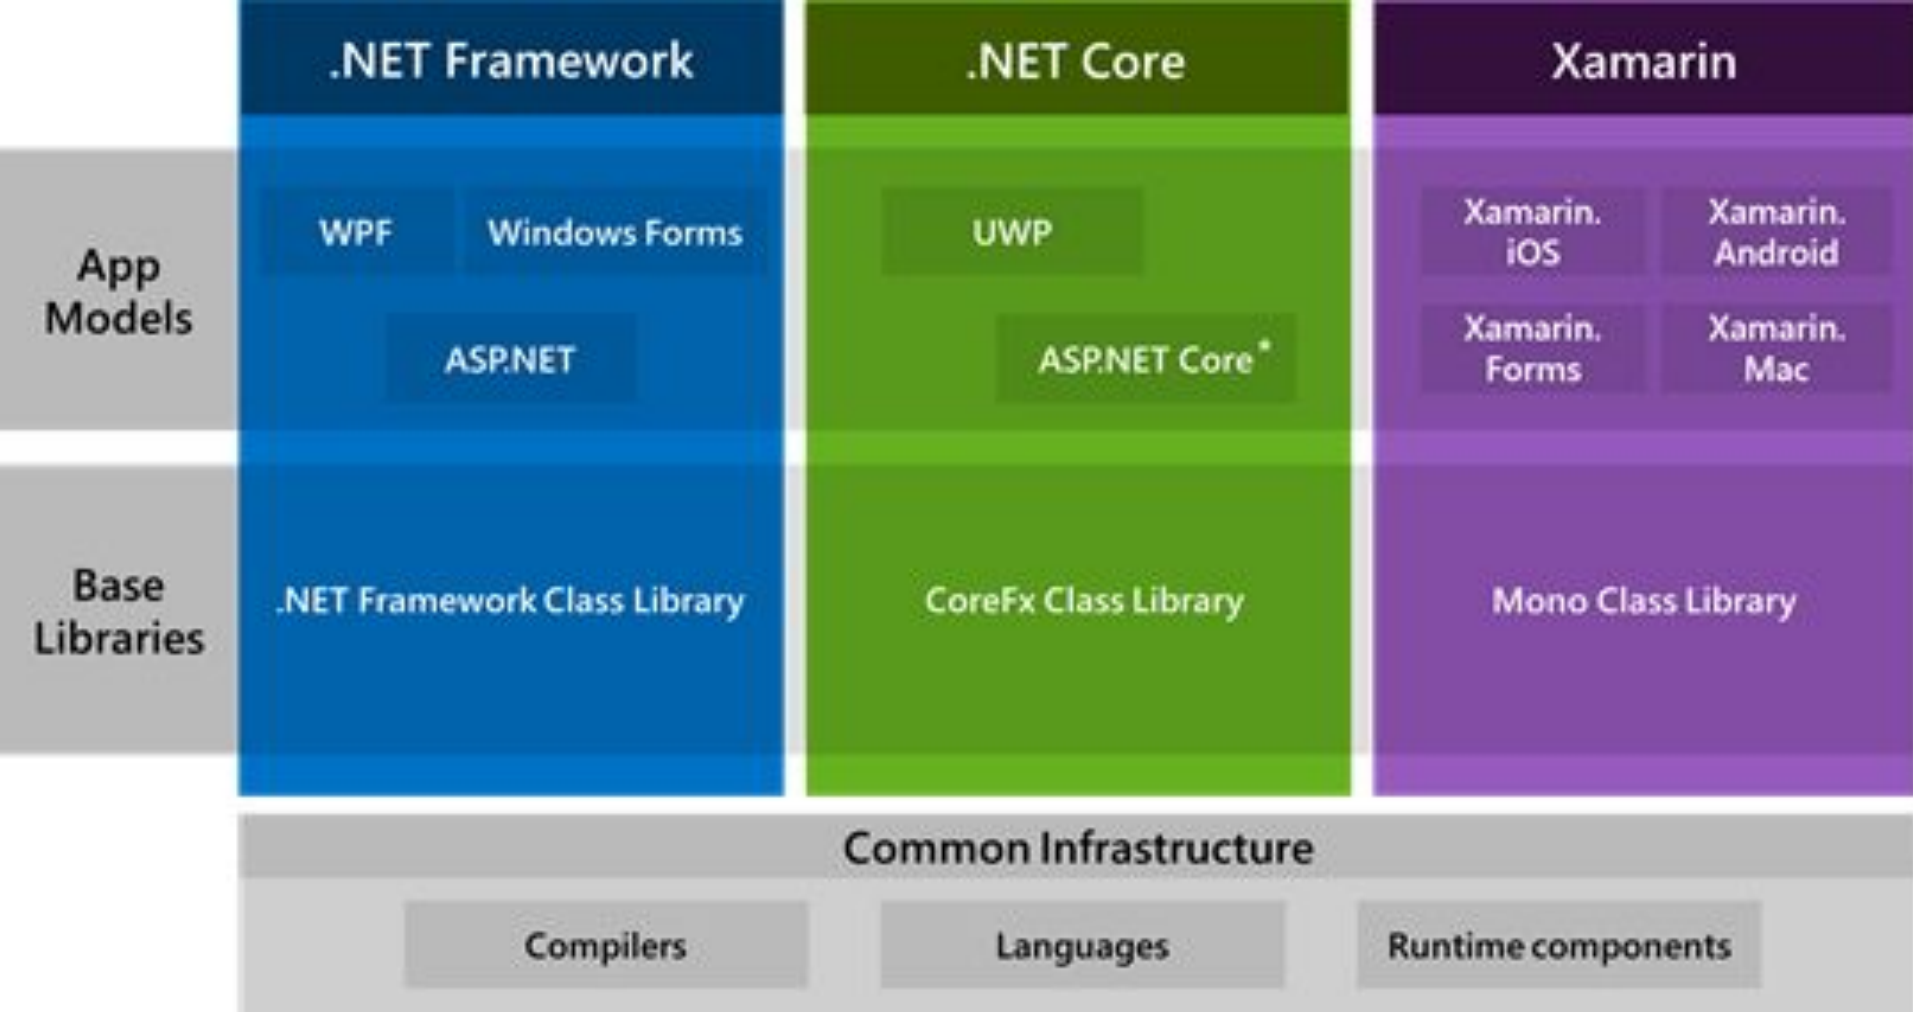 .NET Framework
.NET Core
Xamarin
App
Models
WPF
Windows Forms
ASP.NET
UWP
ASP.NET Core*
Xamarin.
iOS
Xamarin.
Android
Xamarin.
Forms
Xamarin.
Mac
Base
Libraries
.NET Framework Class Library
CoreFx Class Library
Mono Class Library
Common Infrastructure
Compilers
Languages
Runtime components